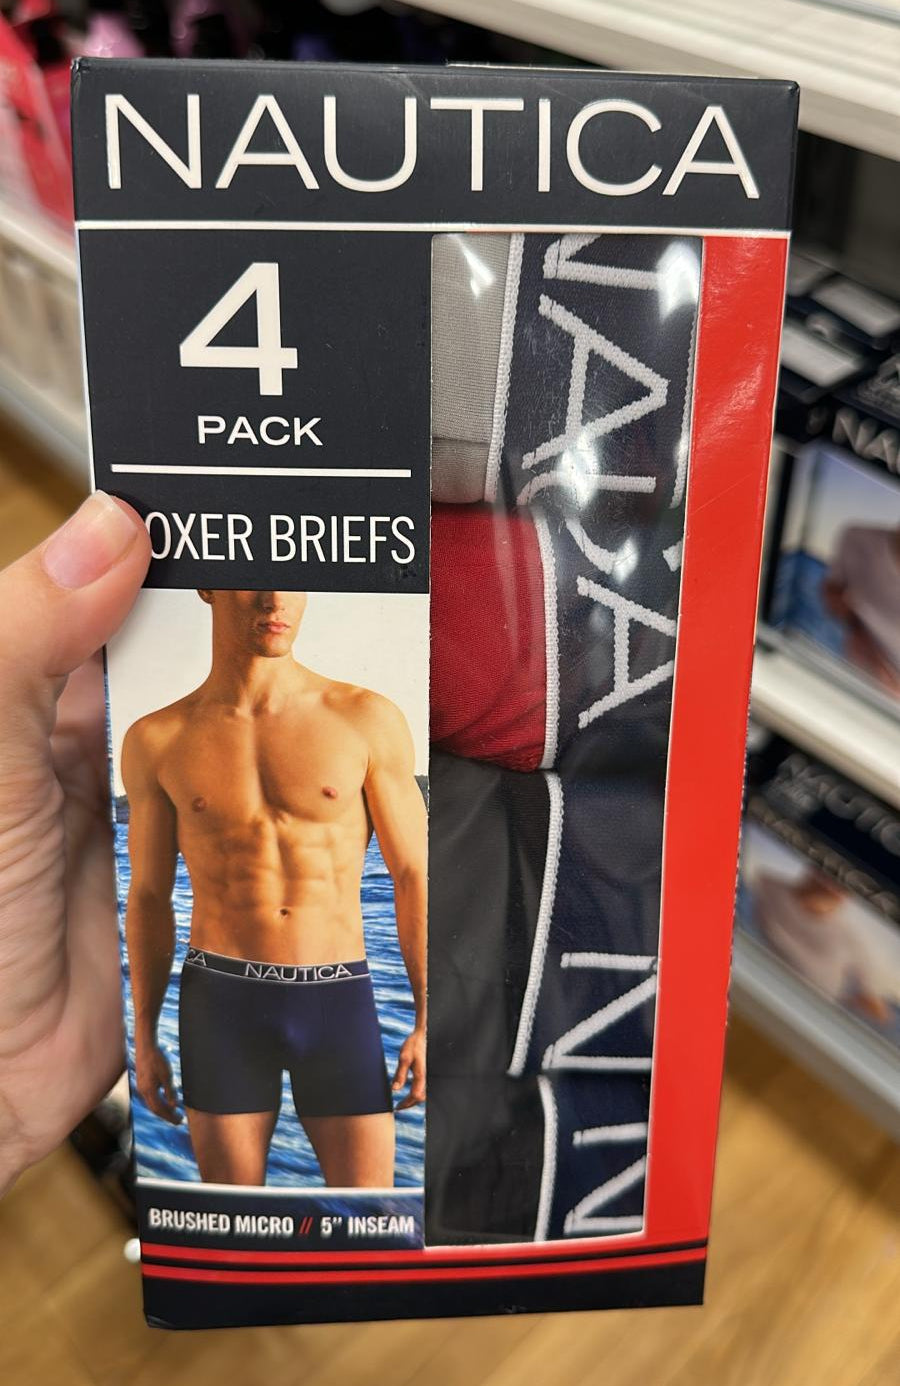 NAUTICA
4
PACK
OXER BRIEFS
NAUTICA
BRUSHED MICRO // 5" INSEAM